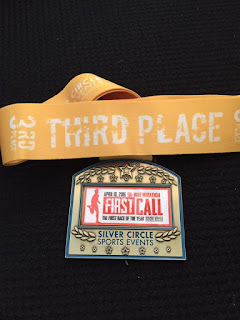 3RD
THIRD PLACE
FIRST CALL
THE FIRST RACE OF THE YEAR
SILVER CIRCLE
SPORTS EVENTS